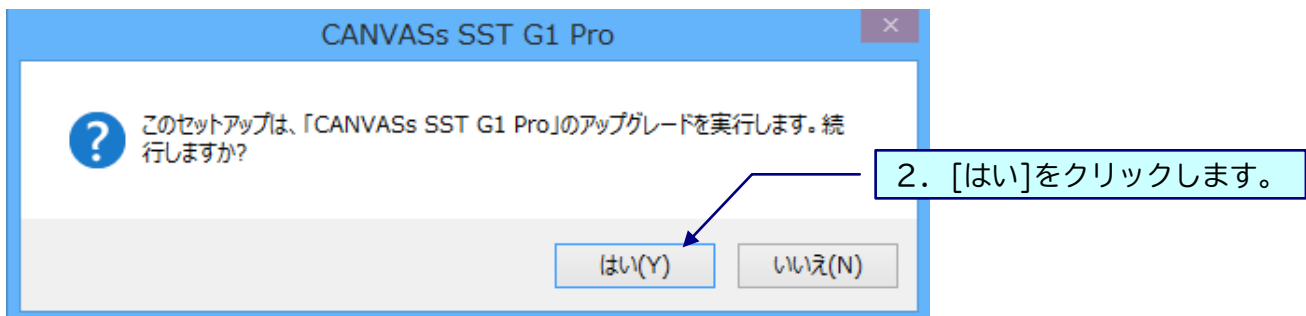 CANVASs SST G1 Pro
このセットアップは、「CANVASs SST G1 Pro」のアップグレードを実行します。続
行しますか?
2. [はい]をクリックします。
はい(Y) いいえ(N)